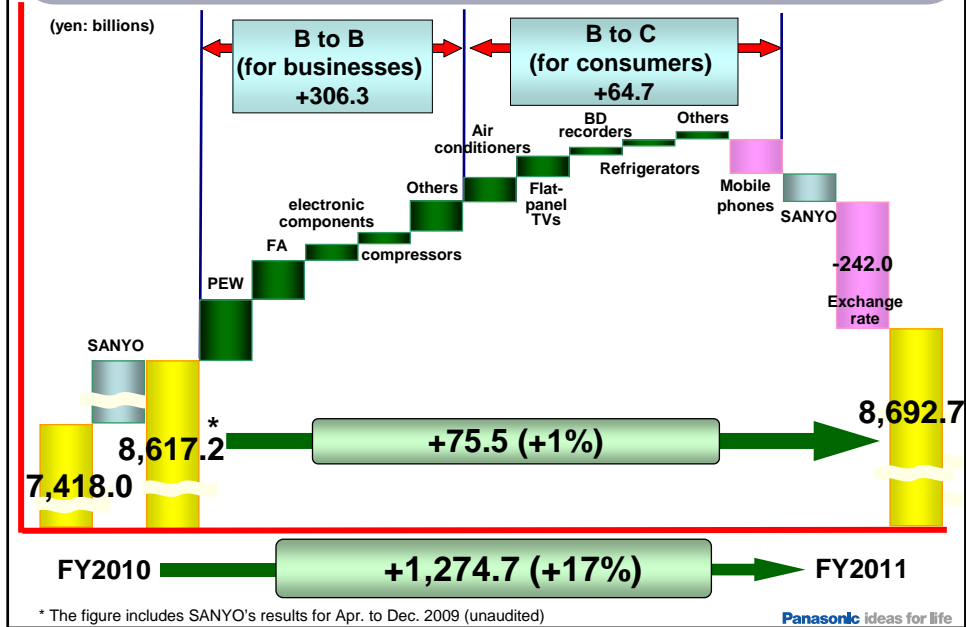 (yen: billions)
B to B
(for businesses)
+306.3
B to C
(for consumers)
+64.7
SANYO
PEW
FA
electronic
components
compressors
Others
Air
conditioners
Flat-
panel
TVs
BD
recorders
Refrigerators
Others
Mobile
phones
SANYO
-242.0
Exchange
rate
7,418.0
8,617.2
*
+75.5 (+1%)
8,692.7
FY2010
+1,274.7 (+17%)
FY2011
* The figure includes SANYO's results for Apr. to Dec. 2009 (unaudited)
Panasonic ideas for life